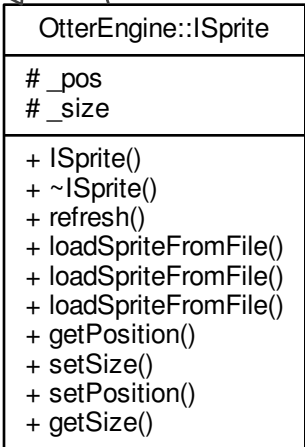 OtterEngine::ISprite
# _pos
# _size
+ ISprite()
+ ~ISprite()
+ refresh()
+ loadSpriteFromFile()
+ loadSpriteFromFile()
+ loadSpriteFromFile()
+ getPosition()
+ setSize()
+ setPosition()
+ getSize()